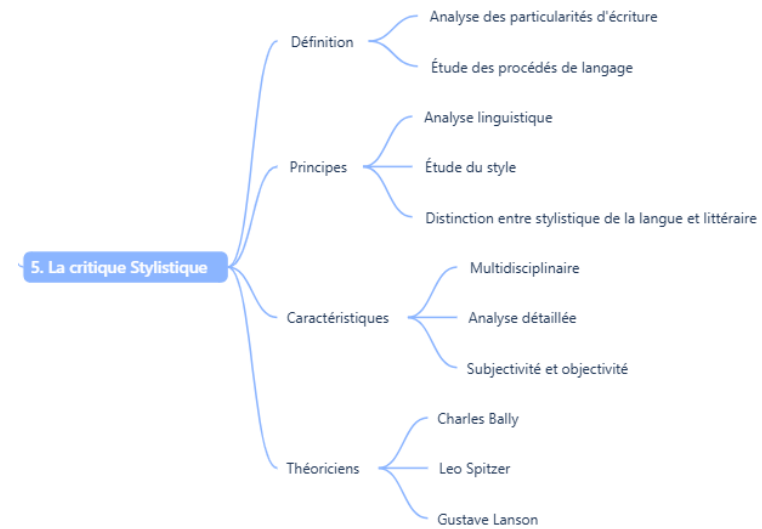 5. La critique Stylistique
Définition
Analyse des particularités d'écriture
Étude des procédés de langage
Principes
Analyse linguistique
Étude du style
Distinction entre stylistique de la langue et littéraire
Caractéristiques
Multidisciplinaire
Analyse détaillée
Subjectivité et objectivité
Théoriciens
Charles Bally
Leo Spitzer
Gustave Lanson